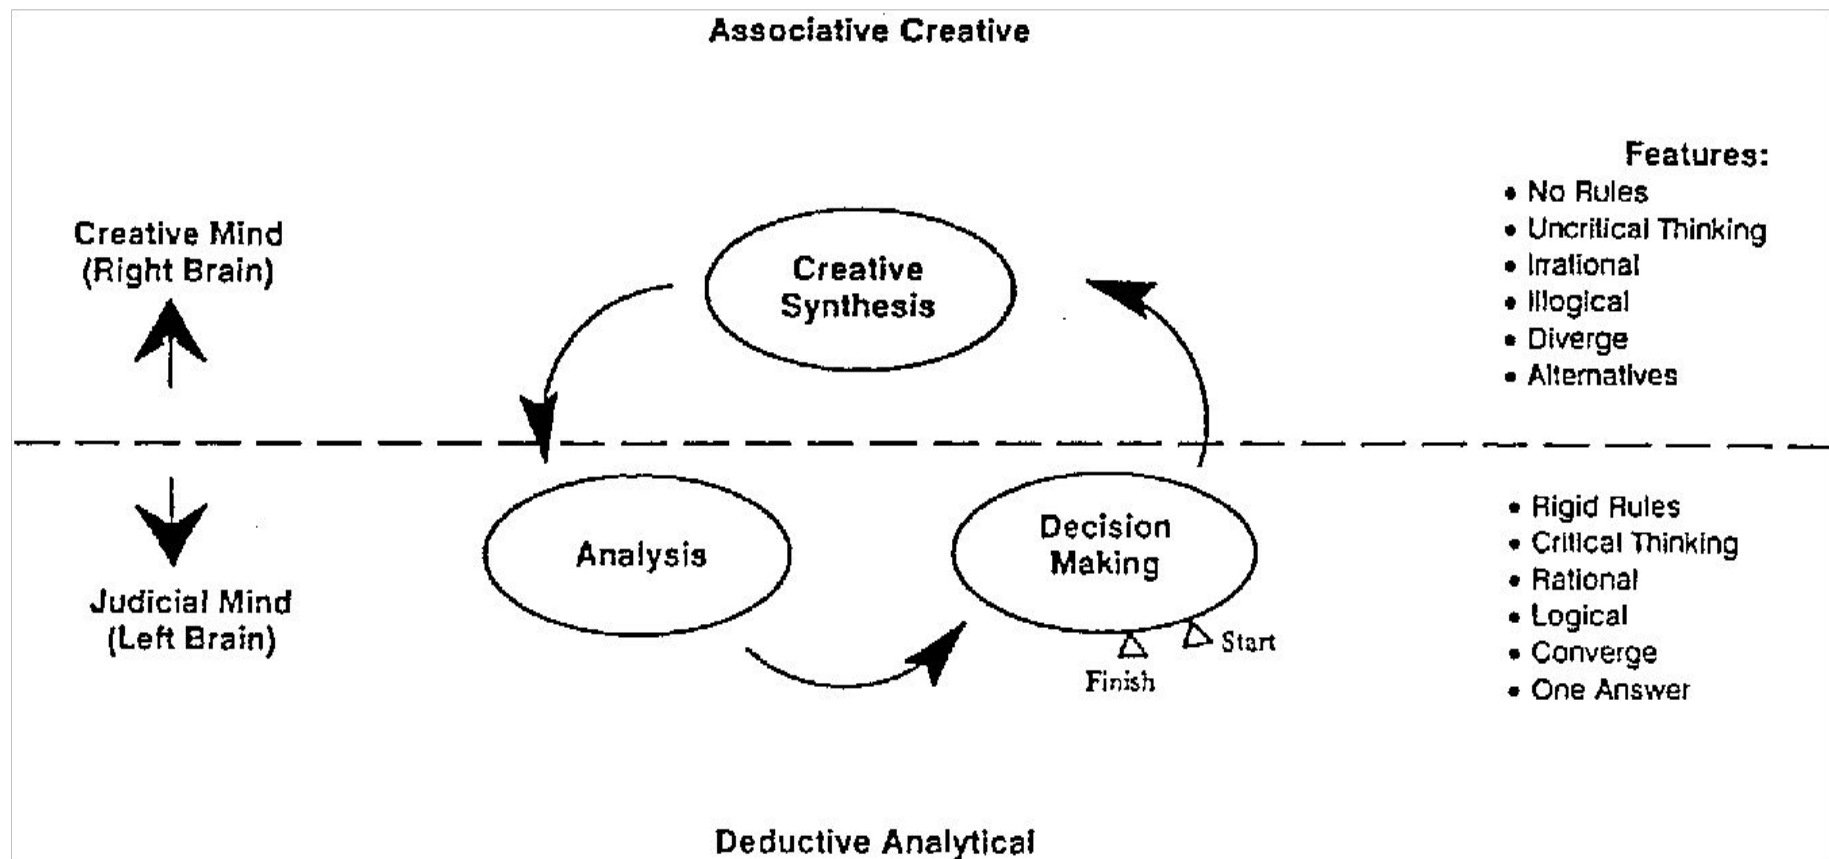 Associative Creative
Features:
• No Rules
• Uncritical Thinking
• Irrational
• Illogical
• Diverge
• Alternatives
Creative Mind
(Right Brain)
Creative
Synthesis
Judicial Mind
(Left Brain)
Analysis
Decision
Making
Start
Finish
• Rigid Rules
• Critical Thinking
• Rational
• Logical
• Converge
• One Answer
Deductive Analytical